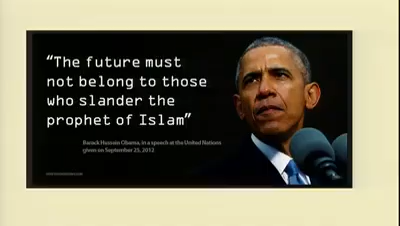 “The future must
not belong to those
who slander the
prophet of Islam”
Barack Hussein Obama, in a speech at the United Nations
given on September 25, 2012